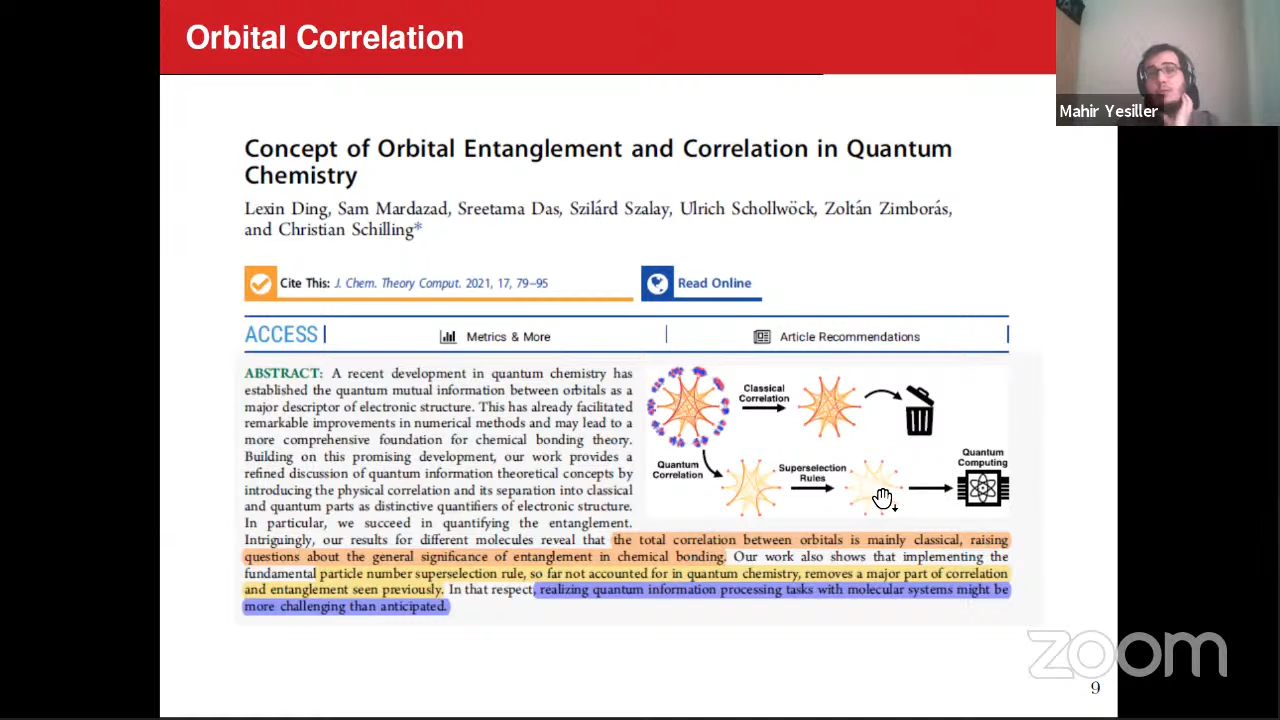 Orbital Correlation
Mahir Yesiller
Concept of Orbital Entanglement and Correlation in Quantum
Chemistry
Lexin Ding, Sam Mardazad, Sreetama Das, Szilárd Szalay, Ulrich Schollwöck, Zoltán Zimborás,
and Christian Schilling*
Cite This: J. Chem. Theory Comput. 2021, 17, 79–95
Read Online
ACCESS
Metrics & More
Article Recommendations
ABSTRACT: A recent development in quantum chemistry has
established the quantum mutual information between orbitals as a
major descriptor of electronic structure. This has already facilitated
remarkable improvements in numerical methods and may lead to a
more comprehensive foundation for chemical bonding theory.
Building on this promising development, our work provides a
refined discussion of quantum information theoretical concepts by
introducing the physical correlation and its separation into classical
and quantum parts as distinctive quantifiers of electronic structure.
In particular, we succeed in quantifying the entanglement.
Intriguingly, our results for different molecules reveal that the total correlation between orbitals is mainly classical, raising
questions about the general significance of entanglement in chemical bonding. Our work also shows that implementing the
fundamental particle number superselection rule, so far not accounted for in quantum chemistry, removes a major part of correlation
and entanglement seen previously. In that respect, realizing quantum information processing tasks with molecular systems might be
more challenging than anticipated.
Classical
Correlation
Quantum
Correlation
Superselection
Rules
Quantum
Computing
zoom
9